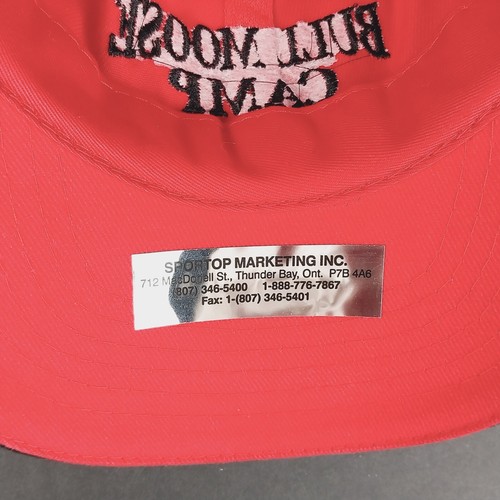 BULL MOOSE
CAMP
SPORTOP MARKETING INC.
712 MacDonell St., Thunder Bay, Ont. P7B 4A6
(807) 346-5400 1-888-776-7867
Fax: 1-(807) 346-5401